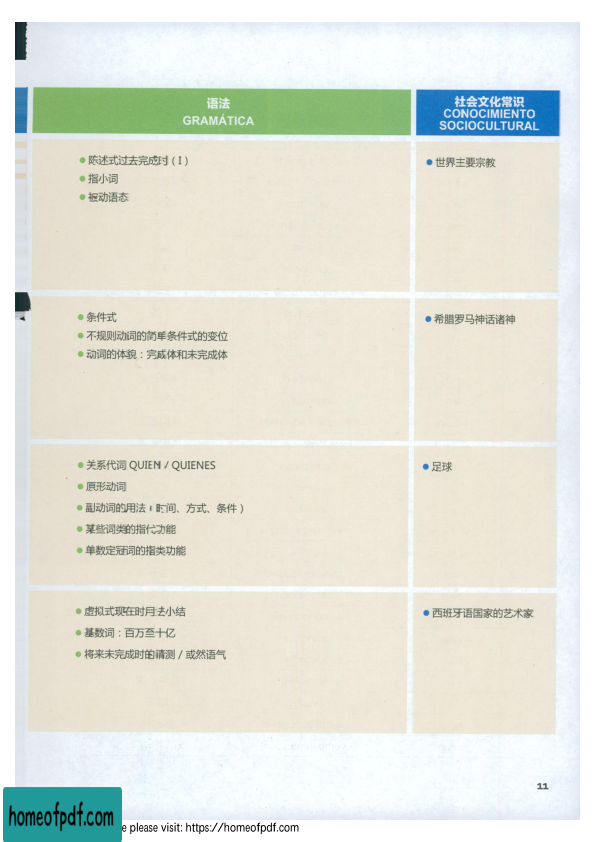 语法
GRAMÁTICA
社会文化常识
CONOCIMIENTO
SOCIOCULTURAL
陈述式过去完成时 (I)
指小词
被动语态
世界主要宗教
条件式
不规则动词的简单条件式的变位
动词的体貌：完成体和未完成体
希腊罗马神话诸神
关系代词 QUIEN / QUIENES
原形动词
副动词的用法（时间、方式、条件）
某些词类的指代功能
单数定冠词的指类功能
足球
虚拟式现在时用法小结
基数词：百万至十亿
将来未完成时的猜测 / 或然语气
西班牙语国家的艺术家
11
homeofpdf.com
e please visit: https://homeofpdf.com